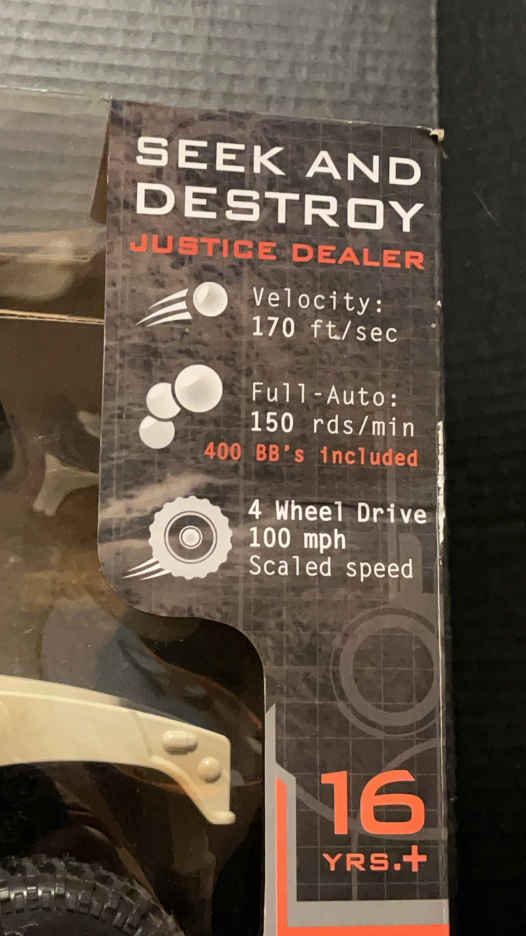 SEEK AND
DESTROY
JUSTICE DEALER
Velocity:
170 ft/sec
Full-Auto:
150 rds/min
400 BB's included
4 Wheel Drive
100 mph
Scaled speed
16
YRS.+